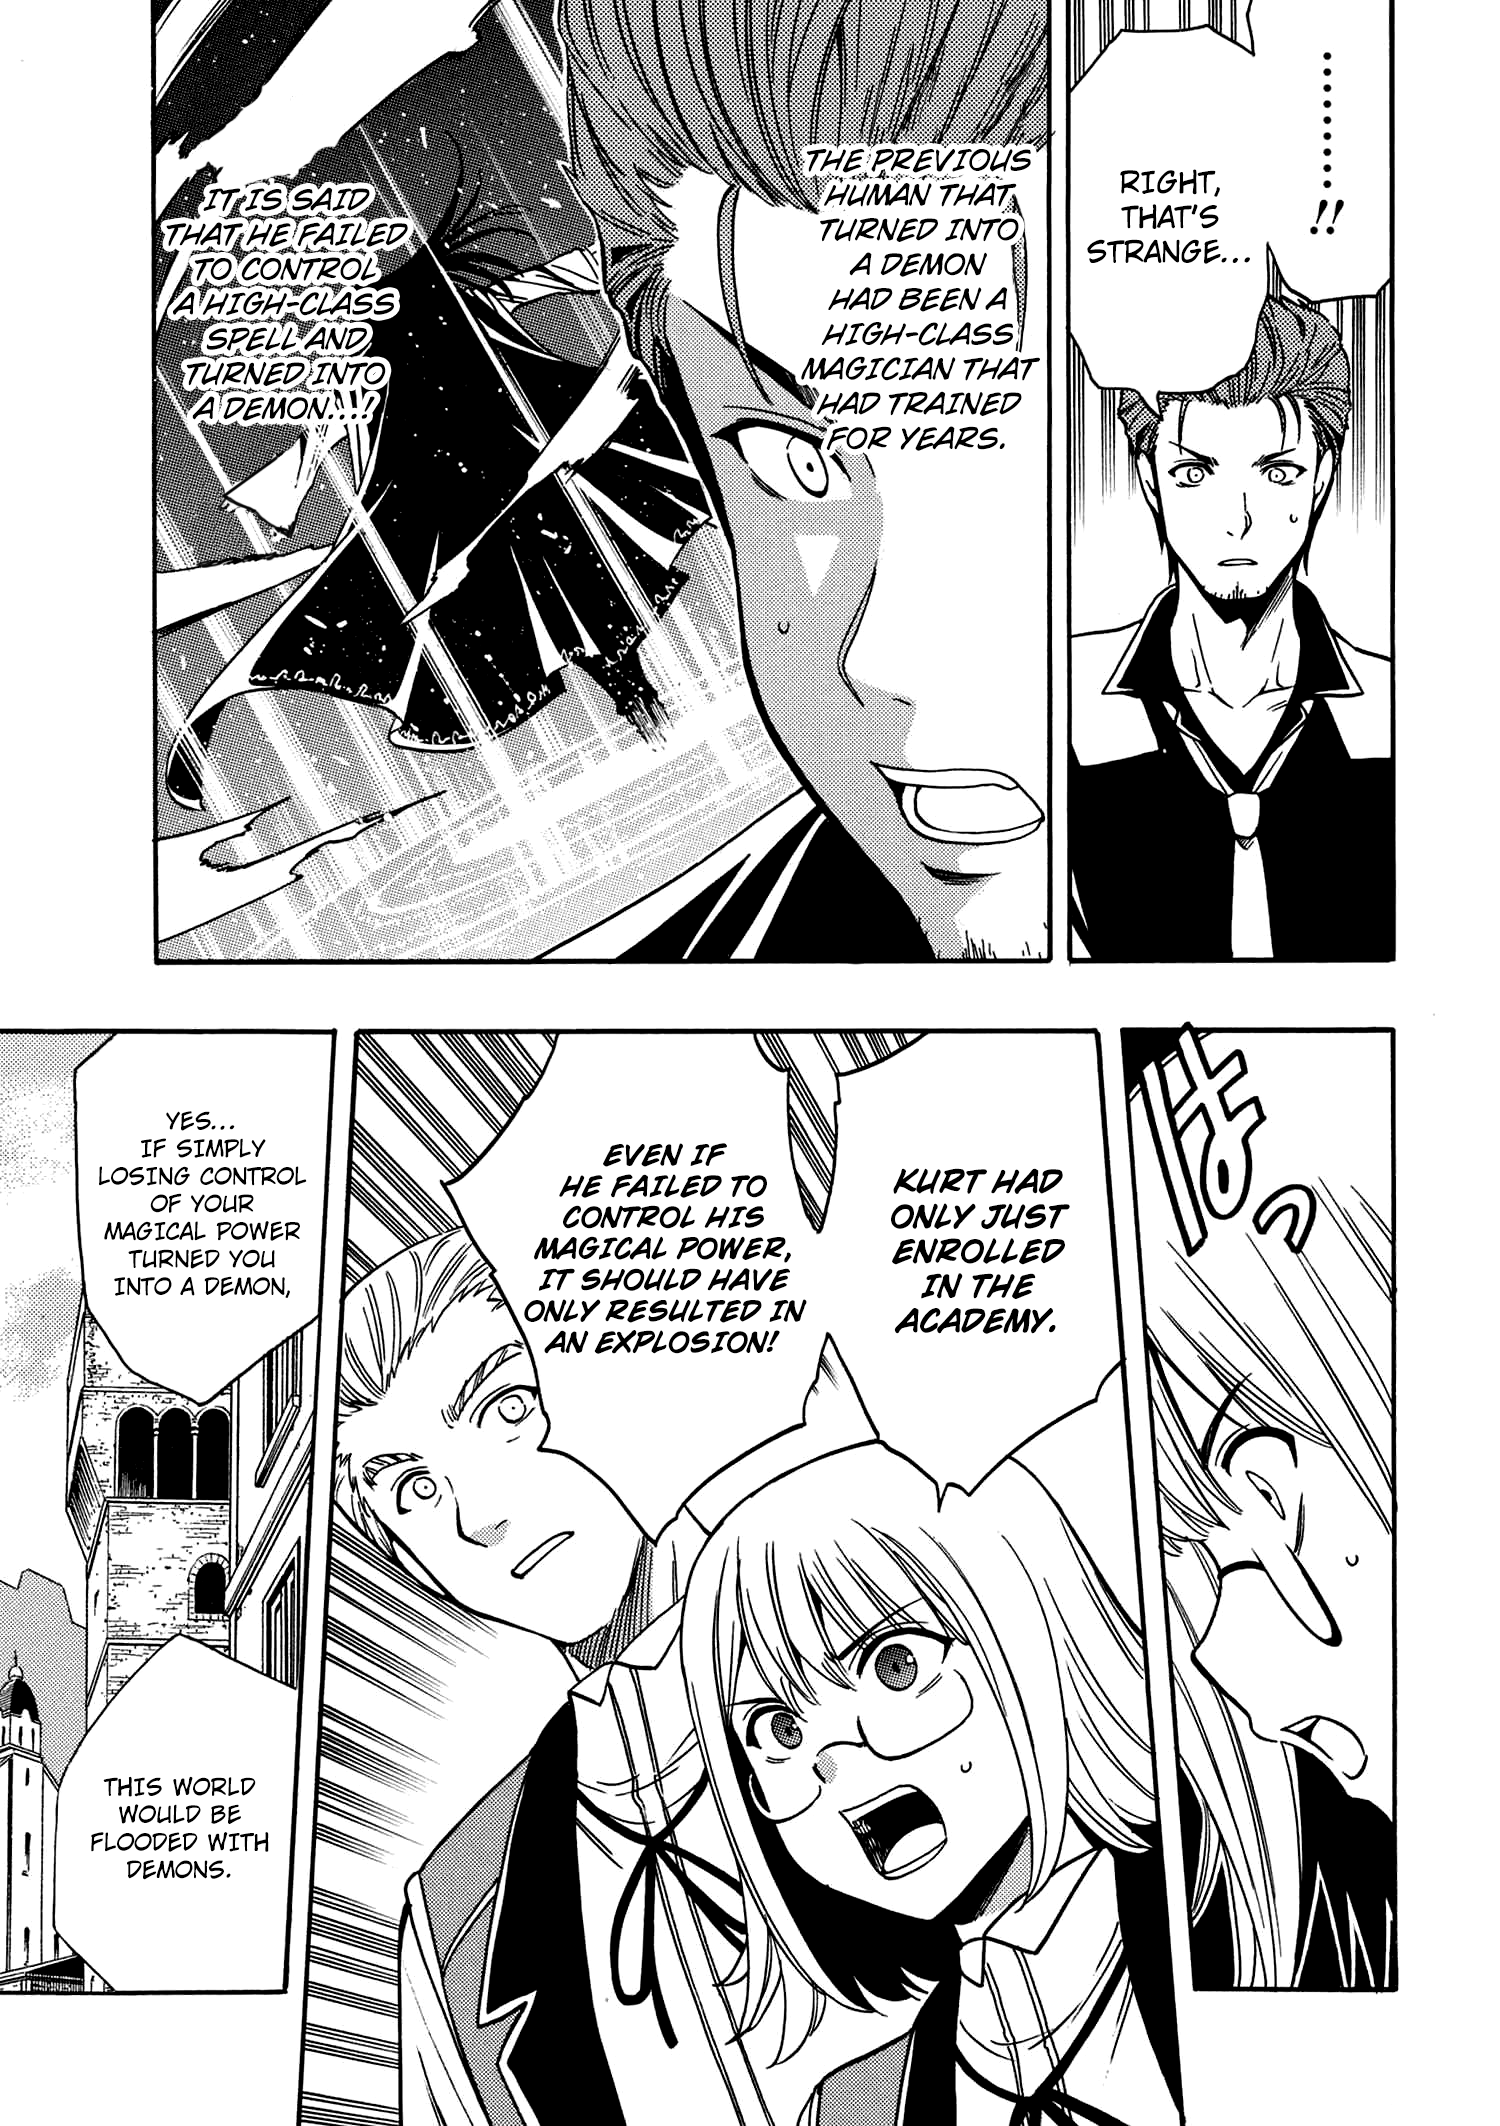 ………!!
RIGHT,
THAT'S
STRANGE...
THE PREVIOUS
HUMAN THAT
TURNED INTO
A DEMON
HAD BEEN A
HIGH-CLASS
MAGICIAN THAT
HAD TRAINED
FOR YEARS.
IT IS SAID
THAT HE FAILED
TO CONTROL
A HIGH-CLASS
SPELL AND
TURNED INTO
A DEMON...!
はっ
KURT HAD
ONLY JUST
ENROLLED
IN THE
ACADEMY.
EVEN IF
HE FAILED TO
CONTROL HIS
MAGICAL POWER,
IT SHOULD HAVE
ONLY RESULTED IN
AN EXPLOSION!
YES...
IF SIMPLY
LOSING CONTROL
OF YOUR
MAGICAL POWER
TURNED YOU
INTO A DEMON,
THIS WORLD
WOULD BE
FLOODED WITH
DEMONS.